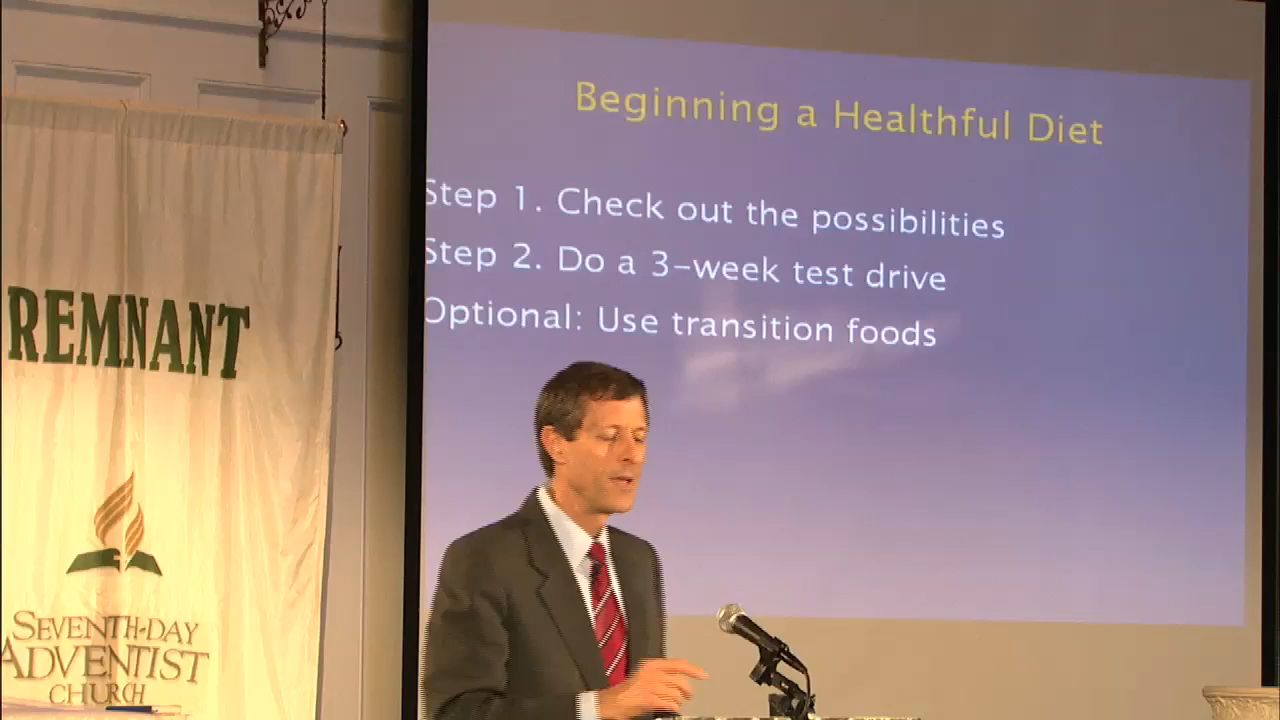 Beginning a Healthful Diet
Step 1. Check out the possibilities
Step 2. Do a 3-week test drive
Optional: Use transition foods
REMNANT
SEVENTH-DAY
ADVENTIST
CHURCH